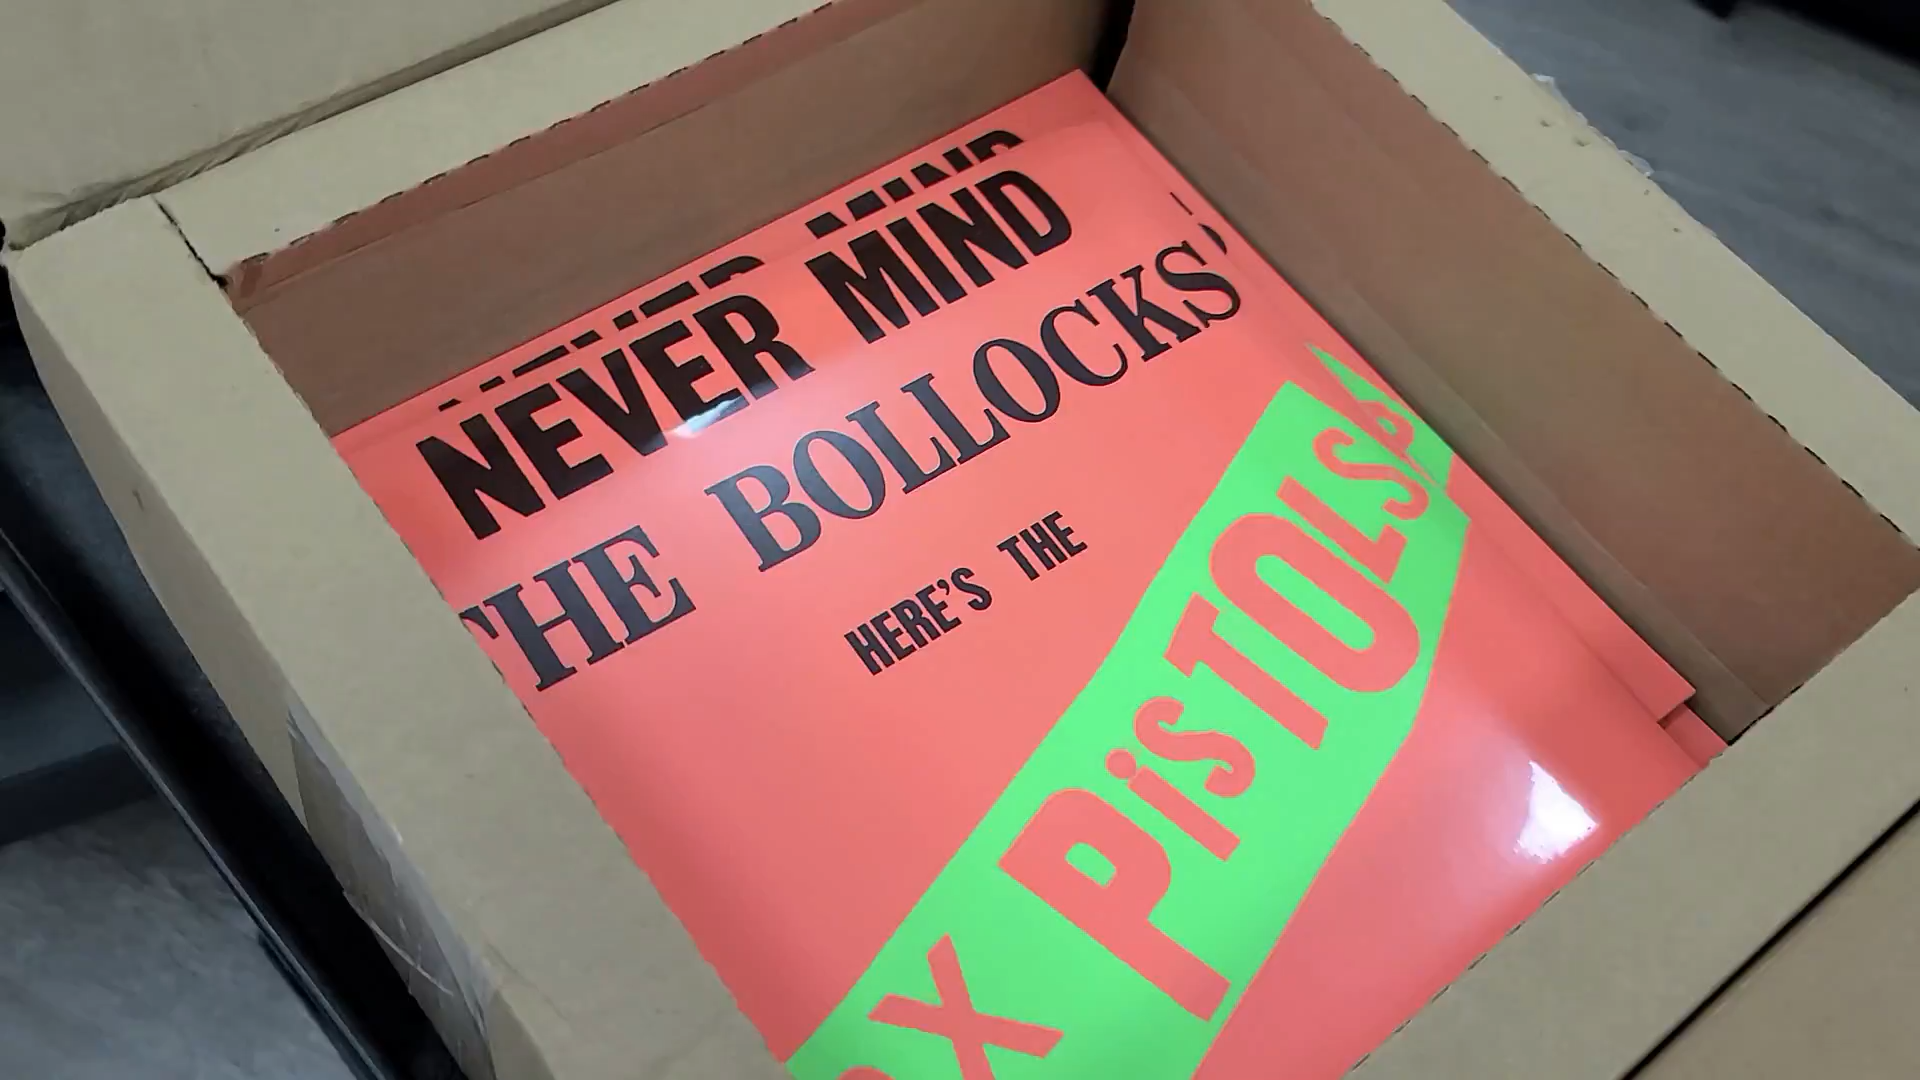 NEVER MIND
THE BOLLOCKS
HERE'S THE
PiSTOLS